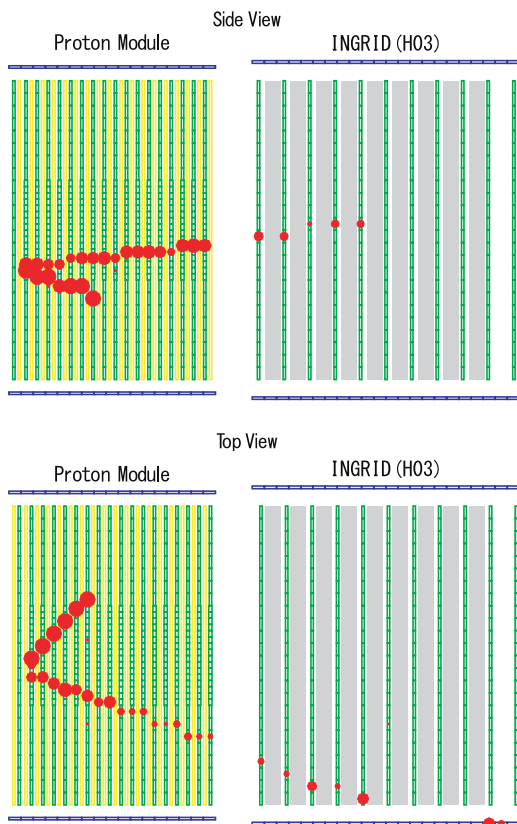 Side View
Proton Module
INGRID (H03)
Top View
Proton Module
INGRID (H03)